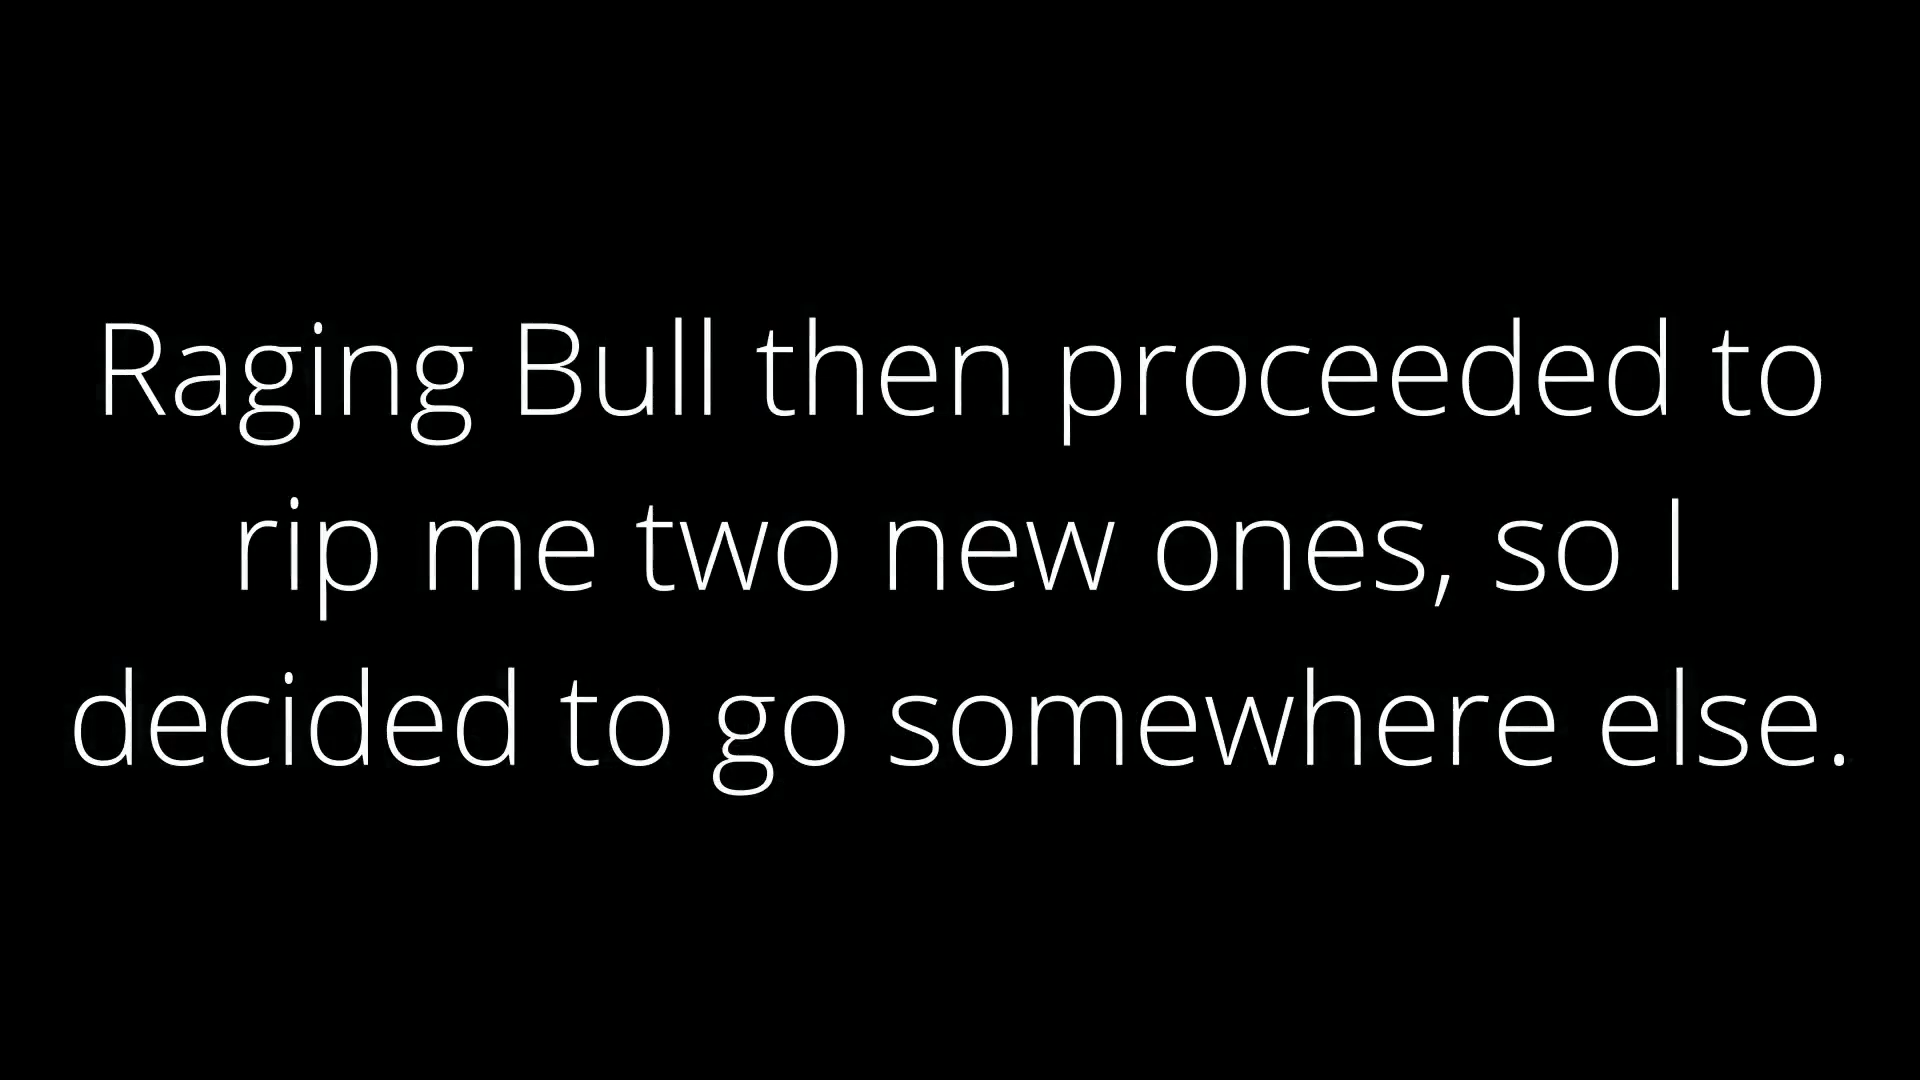 Raging Bull then proceeded to
rip me two new ones, so I
decided to go somewhere else.